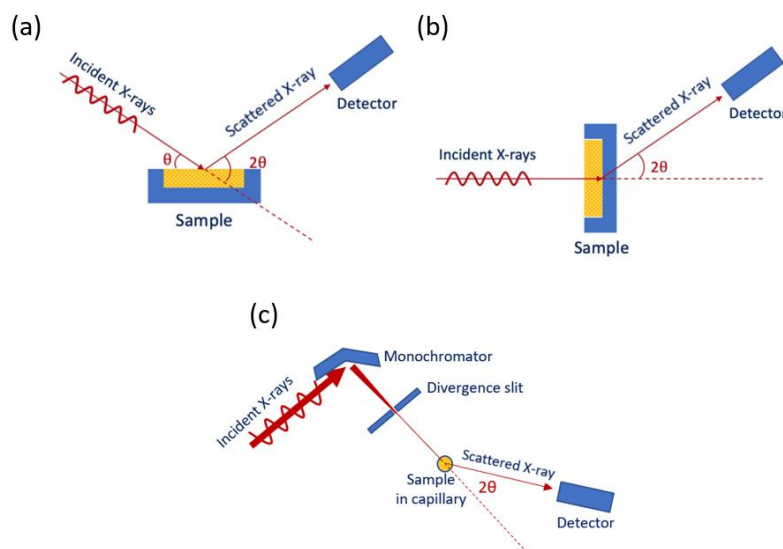 (a)
Incident X-rays
Scattered X-ray
Detector
θ
2θ
Sample
(b)
Incident X-rays
Scattered X-ray
Detector
2θ
Sample
(c)
Incident X-rays
Monochromator
Divergence slit
Scattered X-ray
Sample
in capillary
2θ
Detector